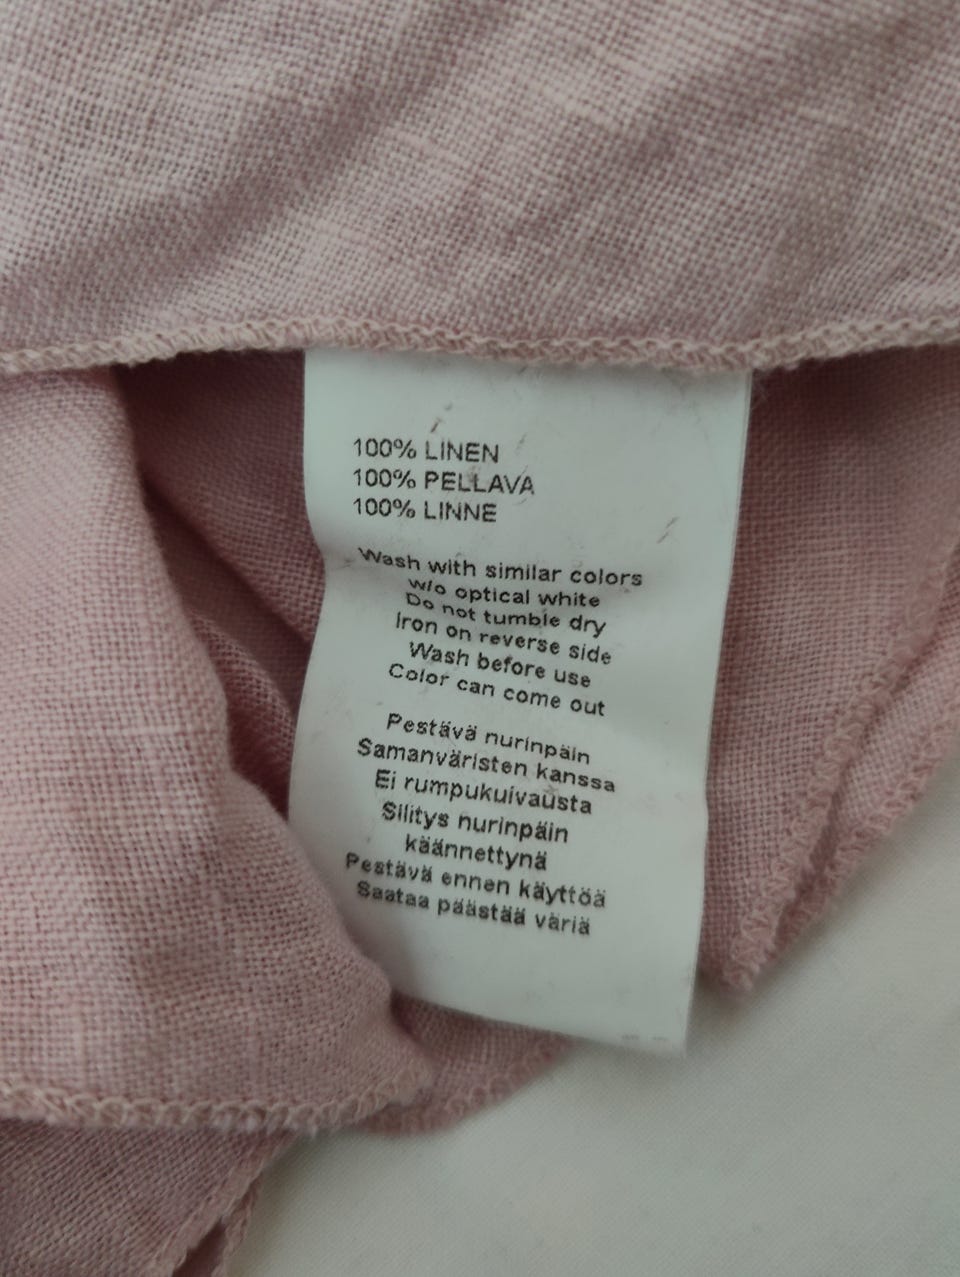 100% LINEN
100% PELLAVA
100% LINNE
Wash with similar colors
w/o optical white
Do not tumble dry
Iron on reverse side
Wash before use
Color can come out
Pestävä nurinpäin
Samanväristen kanssa
Ei rumpukuivausta
Silitys nurinpäin
käännettynä
Pestävä ennen käyttöä
Saataa päästää väriä